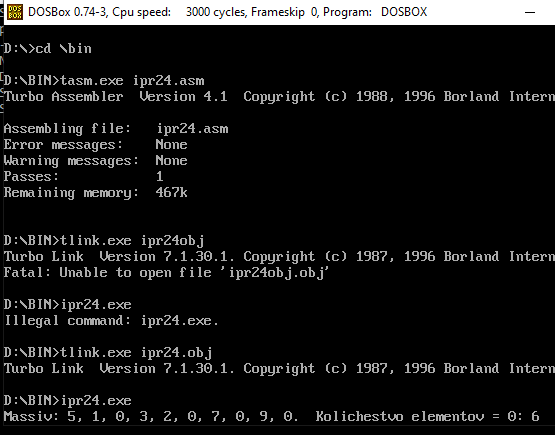 DOSBox 0.74-3, Cpu speed: 3000 cycles, Frameskip 0, Program: DOSBOX
D:\>cd \bin
D:\BIN>tasm.exe ipr24.asm
Turbo Assembler Version 4.1 Copyright (c) 1988, 1996 Borland Intern
Assembling file: ipr24.asm
Error messages: None
Warning messages: None
Passes: 1
Remaining memory: 467k
D:\BIN>tlink.exe ipr24obj
Turbo Link Version 7.1.30.1. Copyright (c) 1987, 1996 Borland Intern
Fatal: Unable to open file 'ipr24obj.obj'
D:\BIN>ipr24.exe
Illegal command: ipr24.exe.
D:\BIN>tlink.exe ipr24.obj
Turbo Link Version 7.1.30.1. Copyright (c) 1987, 1996 Borland Intern
D:\BIN>ipr24.exe
Massiv: 5, 1, 0, 3, 2, 0, 7, 0, 9, 0. Kolichestvo elementov = 0: 6